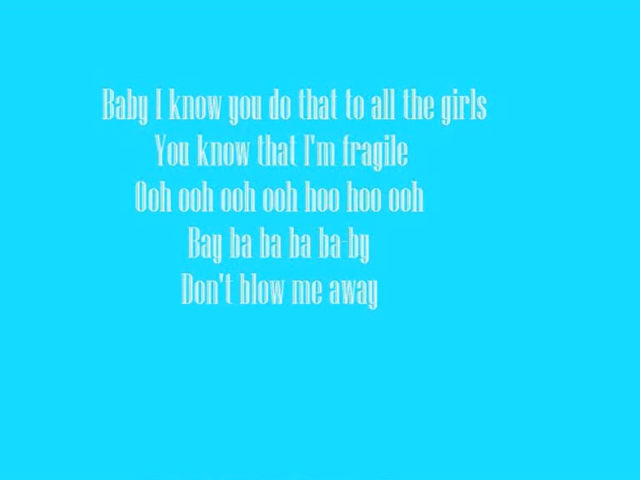 Baby I know you do that to all the girls
You know that I'm fragile
Ooh ooh ooh ooh hoo hoo ooh
Bay ba ba ba ba-by
Don't blow me away